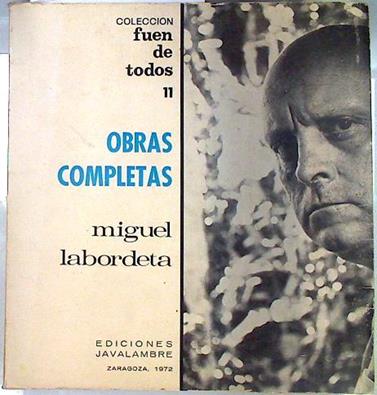 COLECCION
fuen
de
todos
11
OBRAS
COMPLETAS
miguel
labordeta
EDICIONES
JAVALAMBRE
ZARAGOZA, 1972